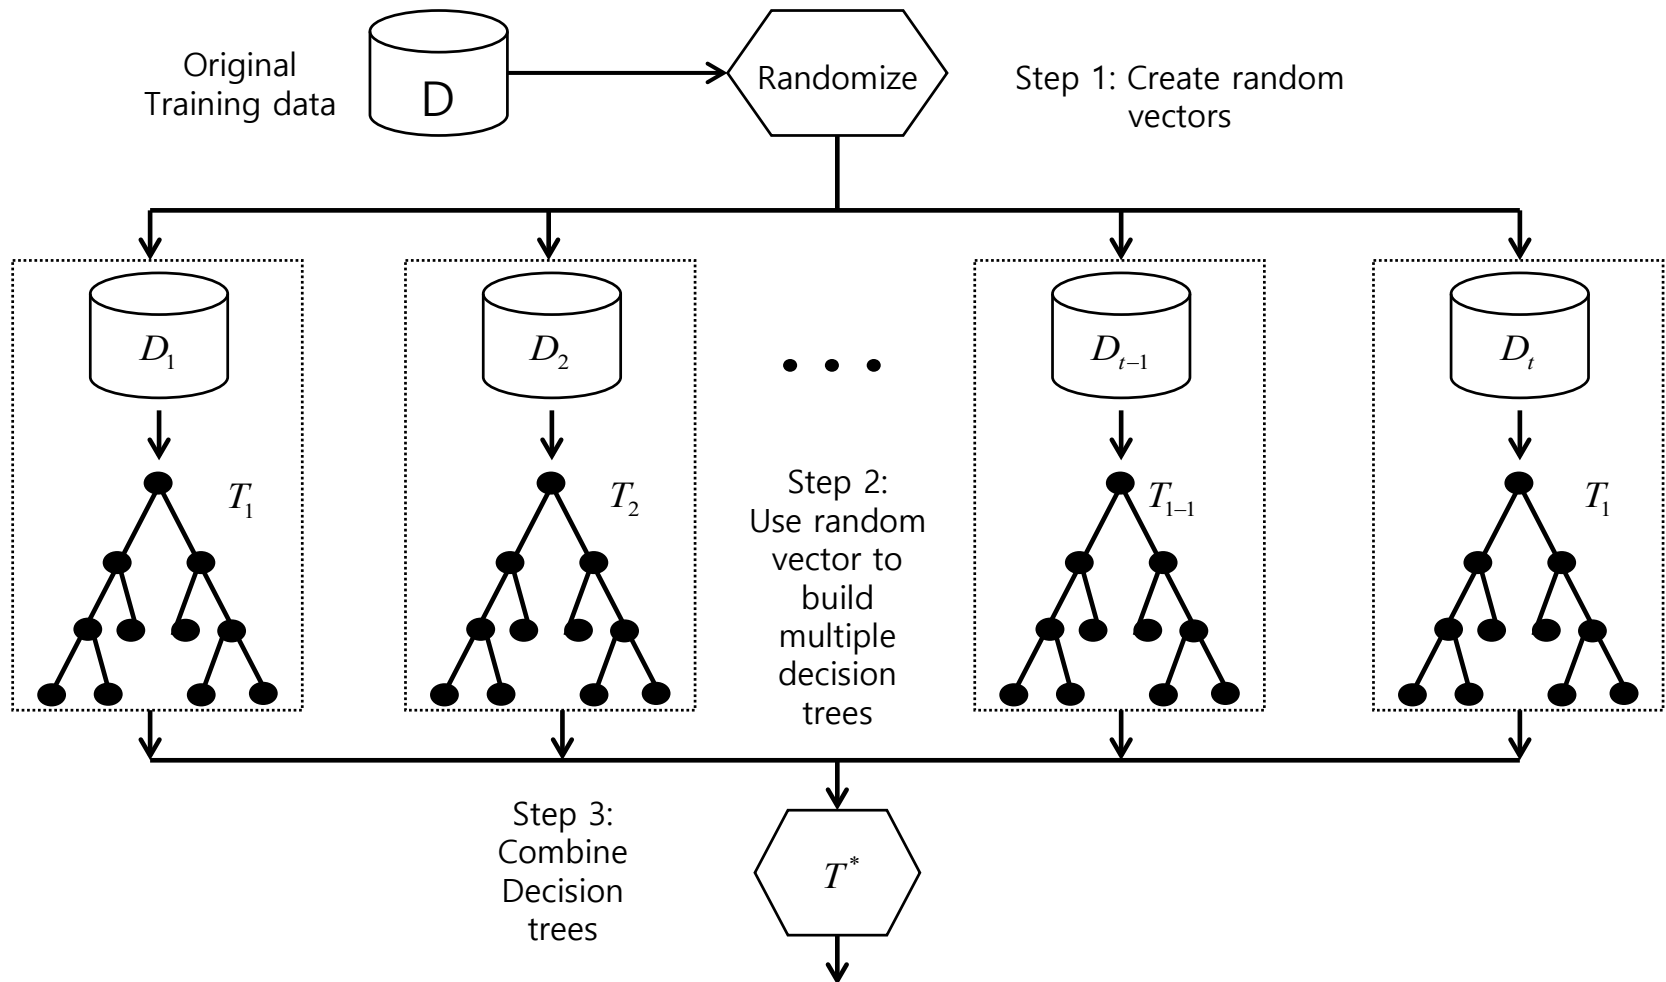 Original
Training data
D
Randomize
Step 1: Create random
vectors
D₁
D₂
• • •
Dₜ₋₁
Dₜ
T₁
T₂
Step 2:
Use random
vector to
build
multiple
decision
trees
T₁₋₁
T₁
Step 3:
Combine
Decision
trees
T*